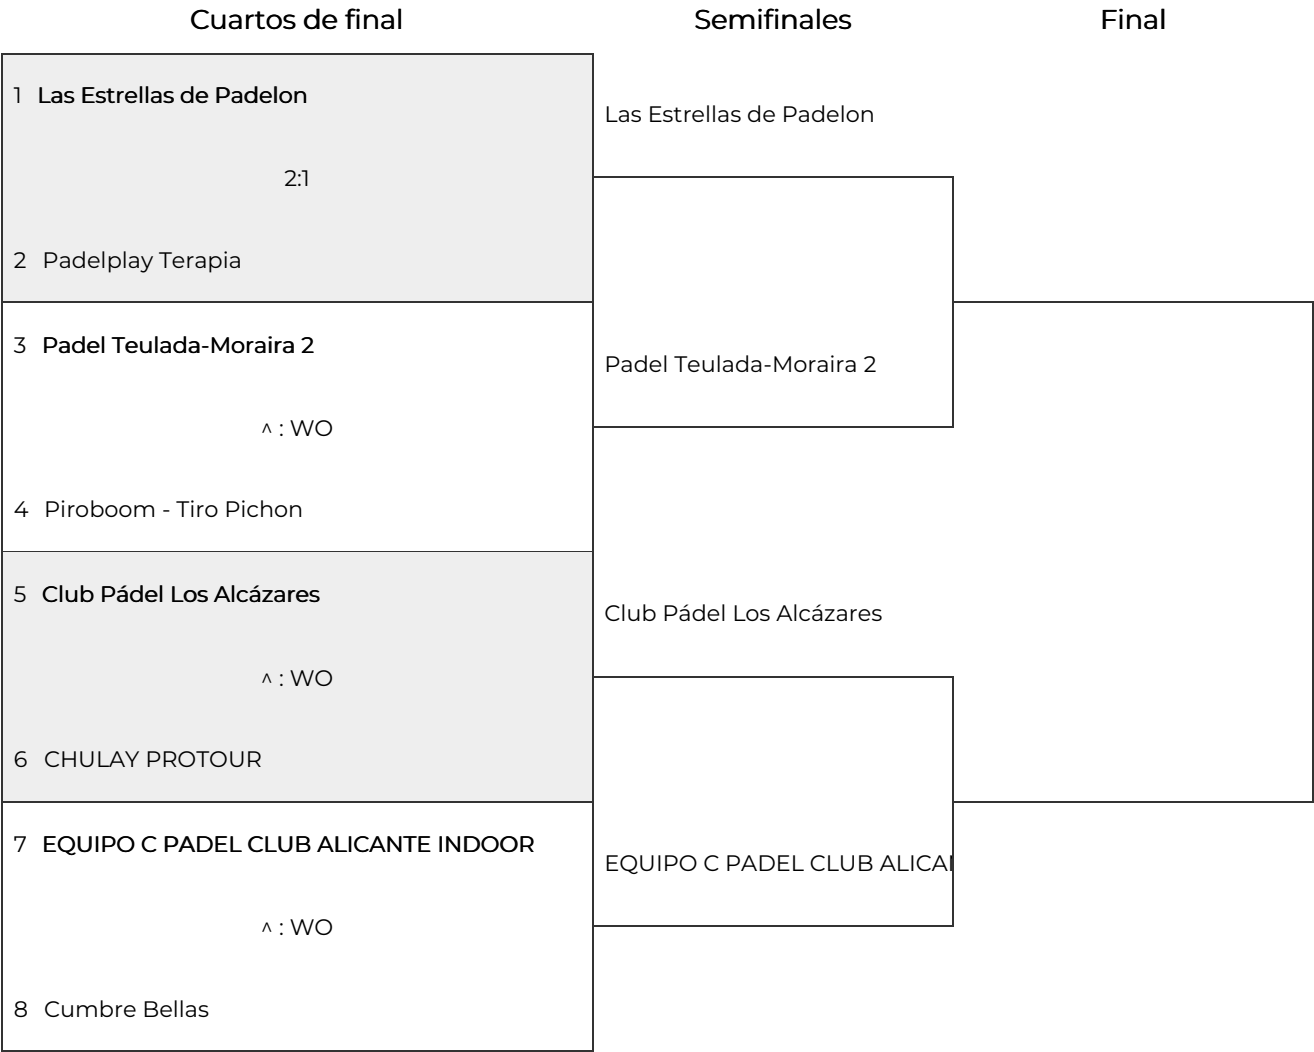 Cuartos de final
Semifinales
Final
1 Las Estrellas de Padelon
2:1
2 Padelplay Terapia
3 Padel Teulada-Moraira 2
^ : WO
4 Piroboom - Tiro Pichon
5 Club Pádel Los Alcázares
^ : WO
6 CHULAY PROTOUR
7 EQUIPO C PADEL CLUB ALICANTE INDOOR
^ : WO
8 Cumbre Bellas
Las Estrellas de Padelon
Padel Teulada-Moraira 2
Club Pádel Los Alcázares
EQUIPO C PADEL CLUB ALICA